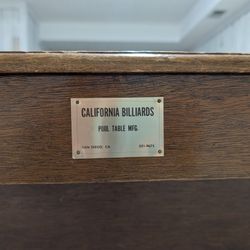 CALIFORNIA BILLIARDS
POOL TABLE MFG.
SAN DIEGO, CA.